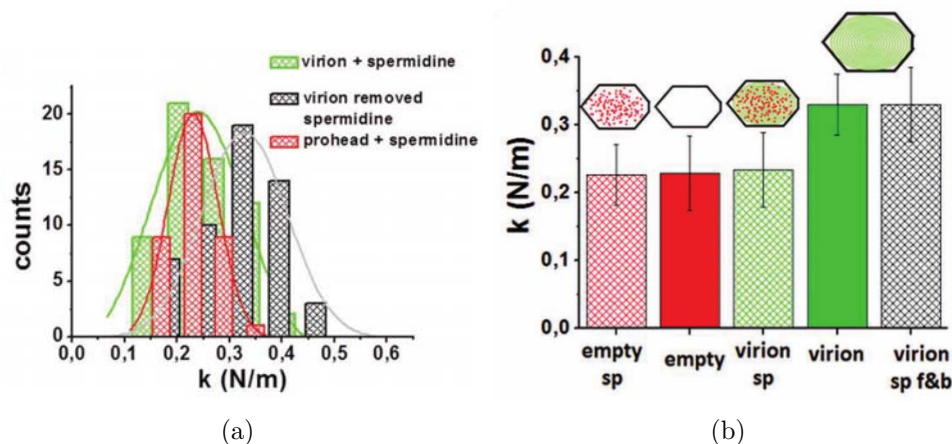 virion + spermidine
virion removed
spermidine
prohead + spermidine
20
15
10
5
0
counts
0,0 0,1 0,2 0,3 0,4 0,5 0,6
k (N/m)
(a)
b
0,4
0,3
0,2
0,1
0,0
k (N/m)
empty
sp
empty
virion
sp
virion
virion
sp f&b
(b)